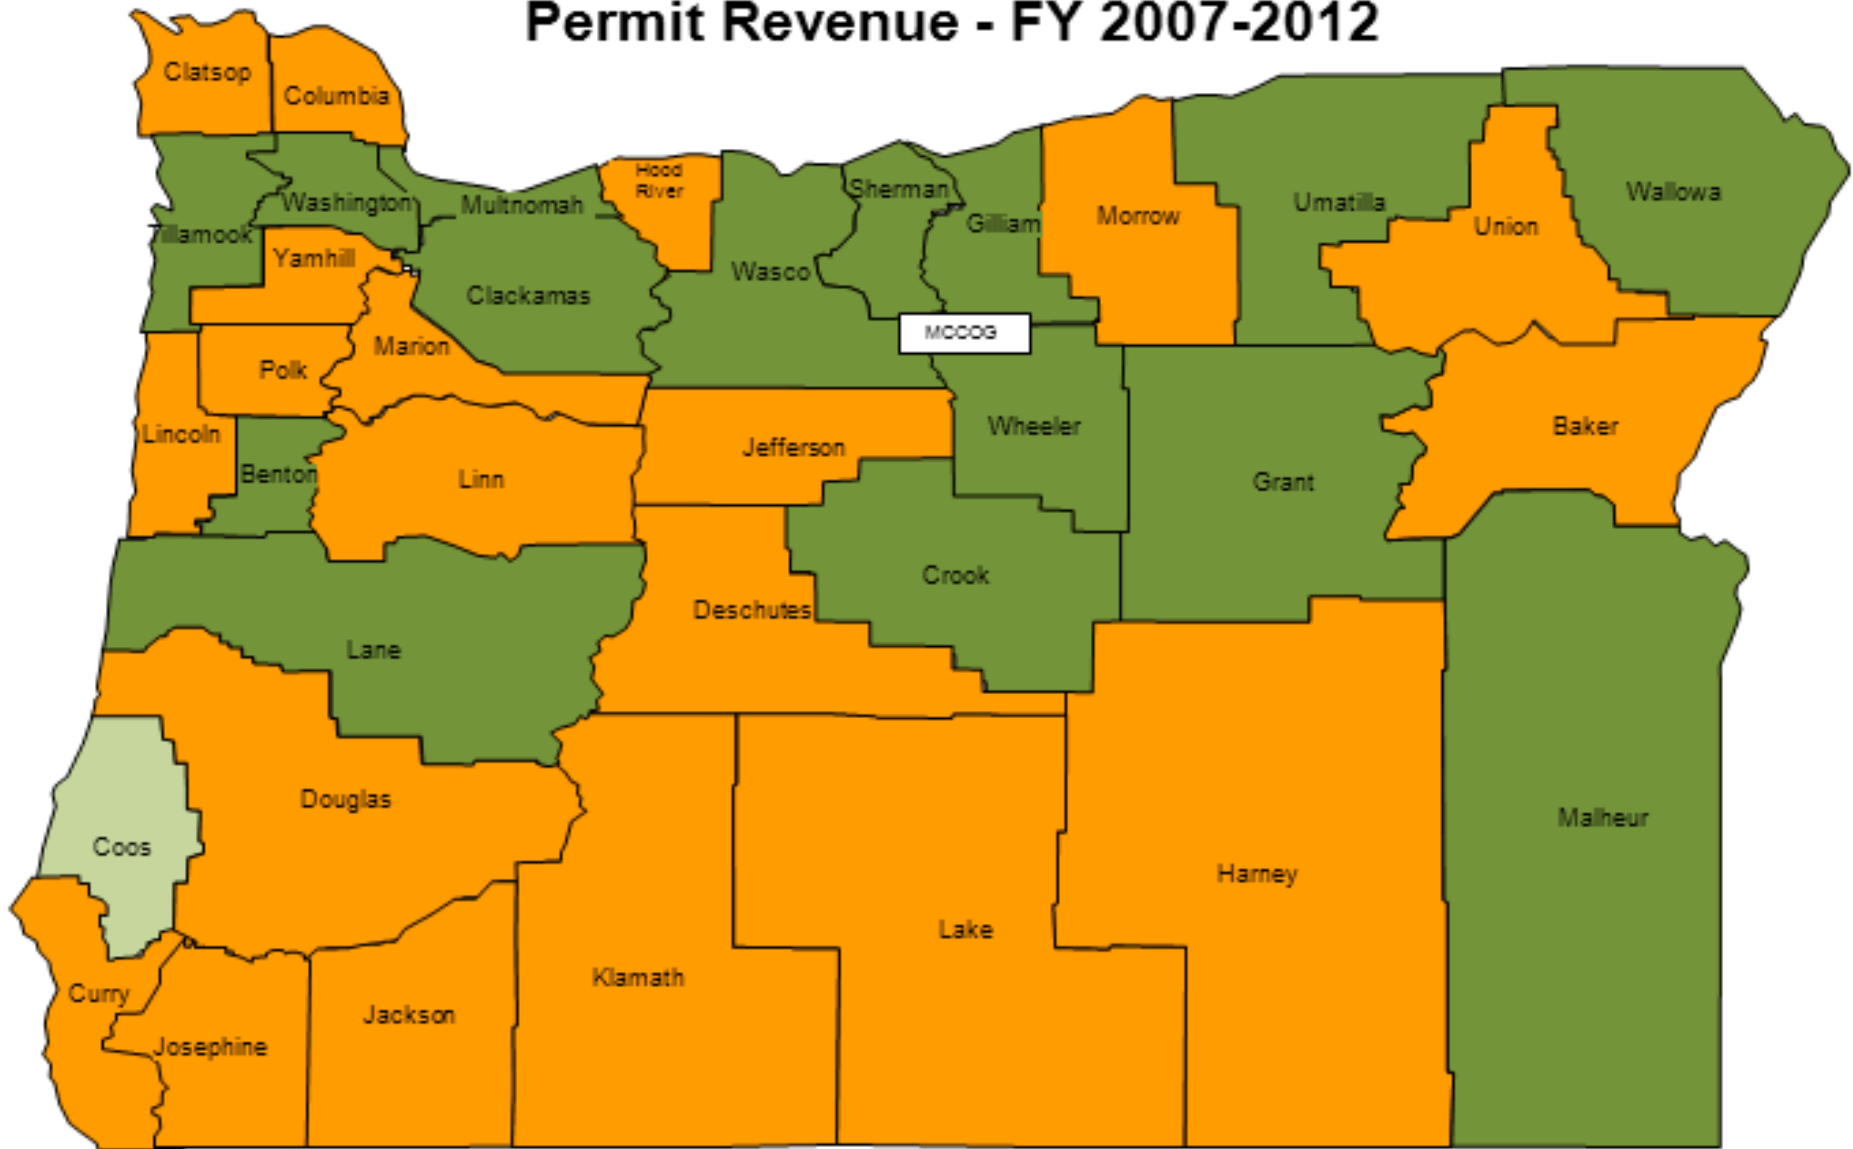 Permit Revenue - FY 2007-2012
Clatsop
Columbia
Hood
River
Sherman
Washington
Multnomah
Tillamook
Gilliam
Morrow
Umatilla
Union
Wallowa
Yamhill
Wasco
Clackamas
MCCOG
Marion
Polk
Lincoln
Benton
Linn
Jefferson
Wheeler
Grant
Baker
Crook
Deschutes
Lane
Douglas
Coos
Malheur
Harney
Lake
Klamath
Curry
Jackson
Josephine